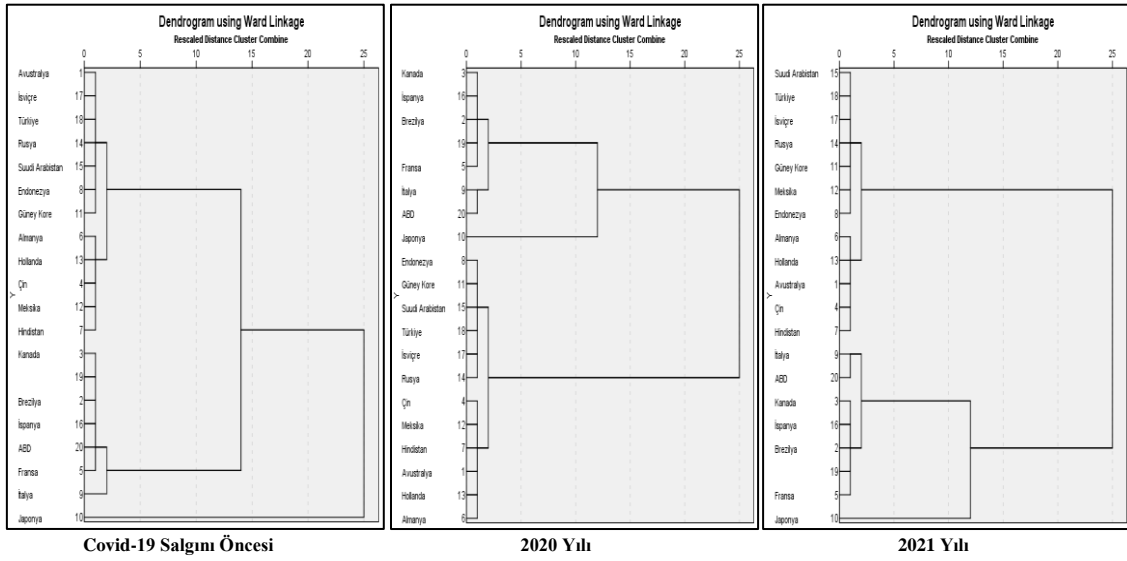 Dendrogram using Ward Linkage
Rescaled Distance Cluster Combine
0 5 10 15 20 25
Avustralya 1
İsviçre 17
Türkiye 18
Rusya 14
Suudi Arabistan 15
Endonezya 8
Güney Kore 11
Almanya 6
Hollanda 13
Çin 4
Meksika 12
Hindistan 7
Kanada 3
19
Brezilya 2
İspanya 16
ABD 20
Fransa 5
İtalya 9
Japonya 10
Y
Covid-19 Salgını Öncesi
Dendrogram using Ward Linkage
Rescaled Distance Cluster Combine
0 5 10 15 20 25
Kanada 3
İspanya 16
Brezilya 2
19
Fransa 5
İtalya 9
ABD 20
Japonya 10
Endonezya 8
Güney Kore 11
Suudi Arabistan 15
Türkiye 18
İsviçre 17
Rusya 14
Çin 4
Meksika 12
Hindistan 7
Avustralya 1
Hollanda 13
Almanya 6
Y
2020 Yılı
Dendrogram using Ward Linkage
Rescaled Distance Cluster Combine
0 5 10 15 20 25
Suudi Arabistan 15
Türkiye 18
İsviçre 17
Rusya 14
Güney Kore 11
Meksika 12
Endonezya 8
Almanya 6
Hollanda 13
Avustralya 1
Çin 4
Hindistan 7
İtalya 9
ABD 20
Kanada 3
İspanya 16
Brezilya 2
19
Fransa 5
Japonya 10
Y
2021 Yılı